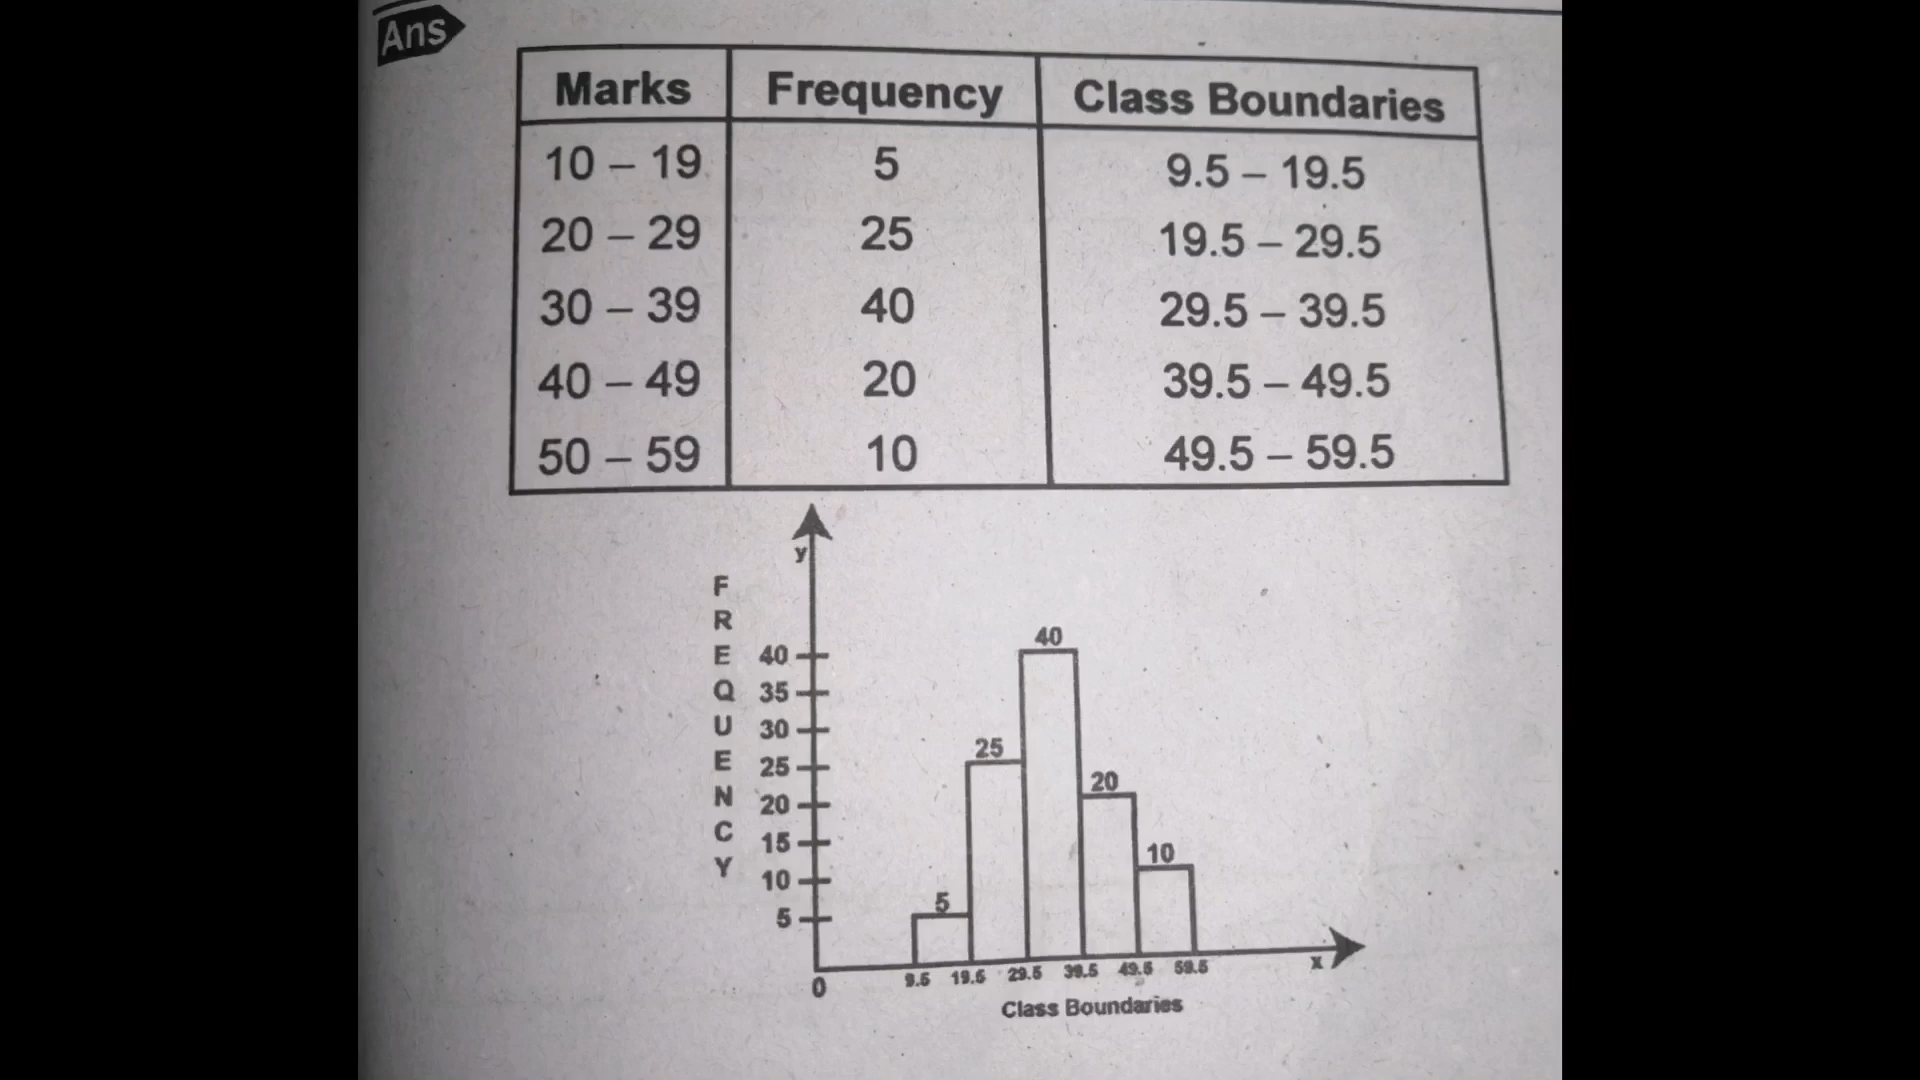 Ans
Marks Frequency Class Boundaries
10 – 19 5 9.5 – 19.5
20 – 29 25 19.5 – 29.5
30 – 39 40 29.5 – 39.5
40 – 49 20 39.5 – 49.5
50 – 59 10 49.5 – 59.5
y
FREQUENCY
40
35
30
25
20
15
10
5
0
5
25
40
20
10
9.5 19.5 29.5 39.5 49.5 59.5
x
Class Boundaries